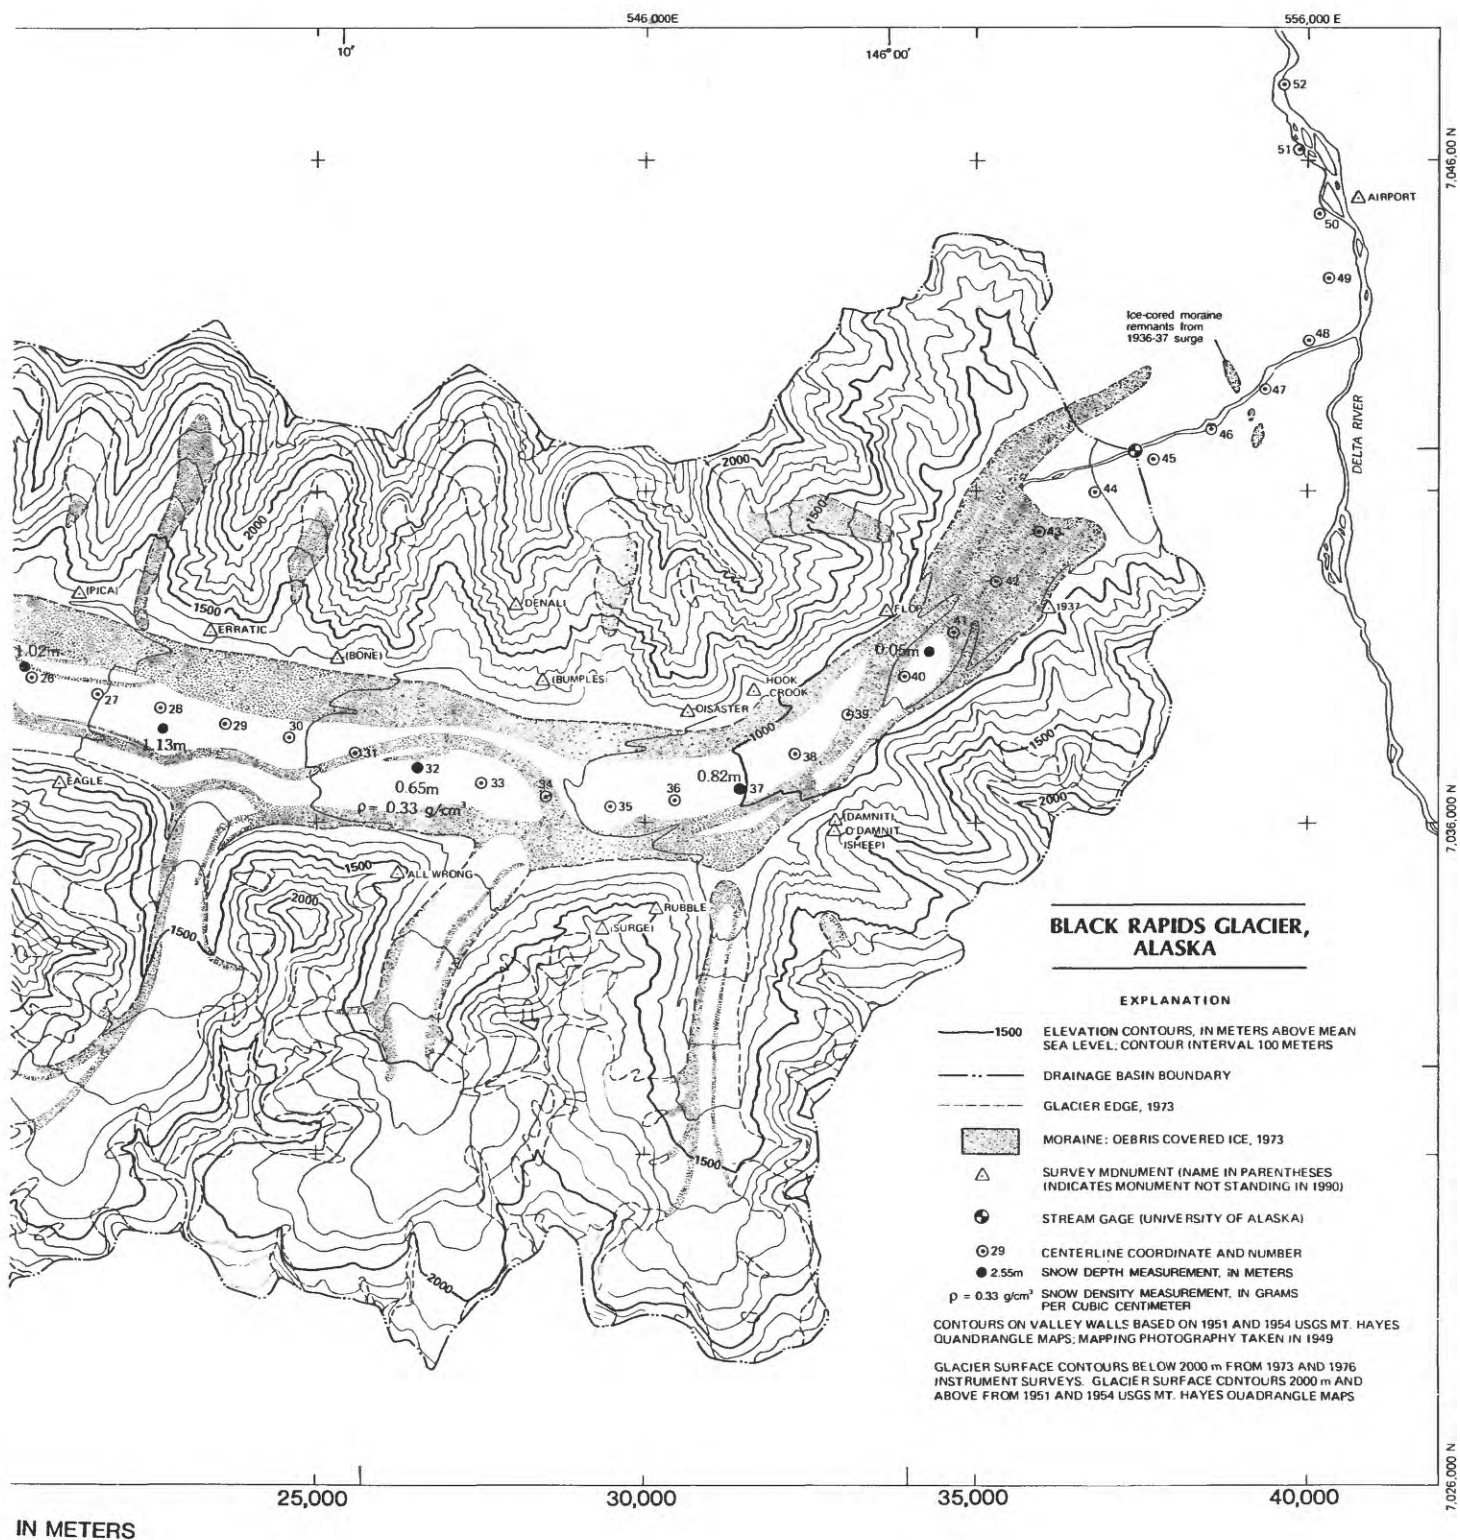 546,000E
556,000 E
10'
146°00'
52
51
7,046,00 N
AIRPORT
50
49
Ice-cored moraine
remnants from
1936-37 surge
48
47
46
45
DELTA RIVER
2000
44
1500
2000
43
42
(PICA)
DENALI
1500
FLOP
1937
ERRATIC
41
1.02m
(BONE)
0.05m
26
(BUMPLES)
HOOK
CROOK
40
27
28
DISASTER
29
30
39
1.13m
1000
1500
31
38
EAGLE
32
33
0.82m
37
2000
0.65m
34
36
35
ρ = 0.33 g/cm³
(DAMNIT)
O'DAMNIT
(SHEEP)
7,036,000 N
1500
ALL WRONG
2000
RUBBLE
1500
(SURGE)
BLACK RAPIDS GLACIER,
ALASKA
EXPLANATION
1500 ELEVATION CONTOURS, IN METERS ABOVE MEAN
SEA LEVEL; CONTOUR INTERVAL 100 METERS
DRAINAGE BASIN BOUNDARY
GLACIER EDGE, 1973
MORAINE: OEBRIS COVERED ICE, 1973
1500
SURVEY MDNUMENT (NAME IN PARENTHESES
INDICATES MONUMENT NOT STANDING IN 1990)
STREAM GAGE (UNIVERSITY OF ALASKA)
29 CENTERLINE COORDINATE AND NUMBER
2.55m SNOW DEPTH MEASUREMENT, IN METERS
2000
ρ = 0.33 g/cm³ SNOW DENSITY MEASUREMENT, IN GRAMS
PER CUBIC CENTIMETER
CONTOURS ON VALLEY WALLS BASED ON 1951 AND 1954 USGS MT. HAYES
QUANDRANGLE MAPS; MAPPING PHOTOGRAPHY TAKEN IN 1949
GLACIER SURFACE CONTOURS BELOW 2000 m FROM 1973 AND 1976
INSTRUMENT SURVEYS. GLACIER SURFACE CDNTOURS 2000 m AND
ABOVE FROM 1951 AND 1954 USGS MT. HAYES OUADRANGLE MAPS
7,026,000 N
25,000
30,000
35,000
40,000
IN METERS